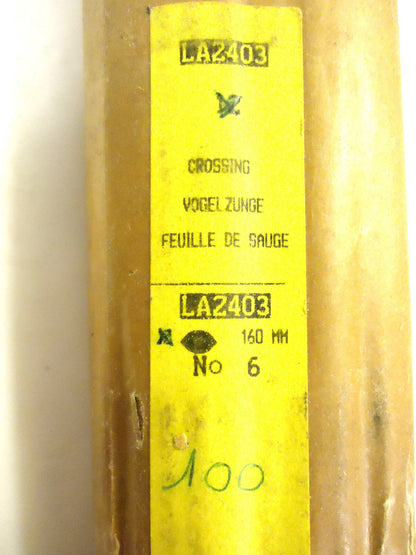 LA2403
CROSSING
VOGELZUNGE
FEUILLE DE SAUGE
LA2403
160 MM
No 6
100